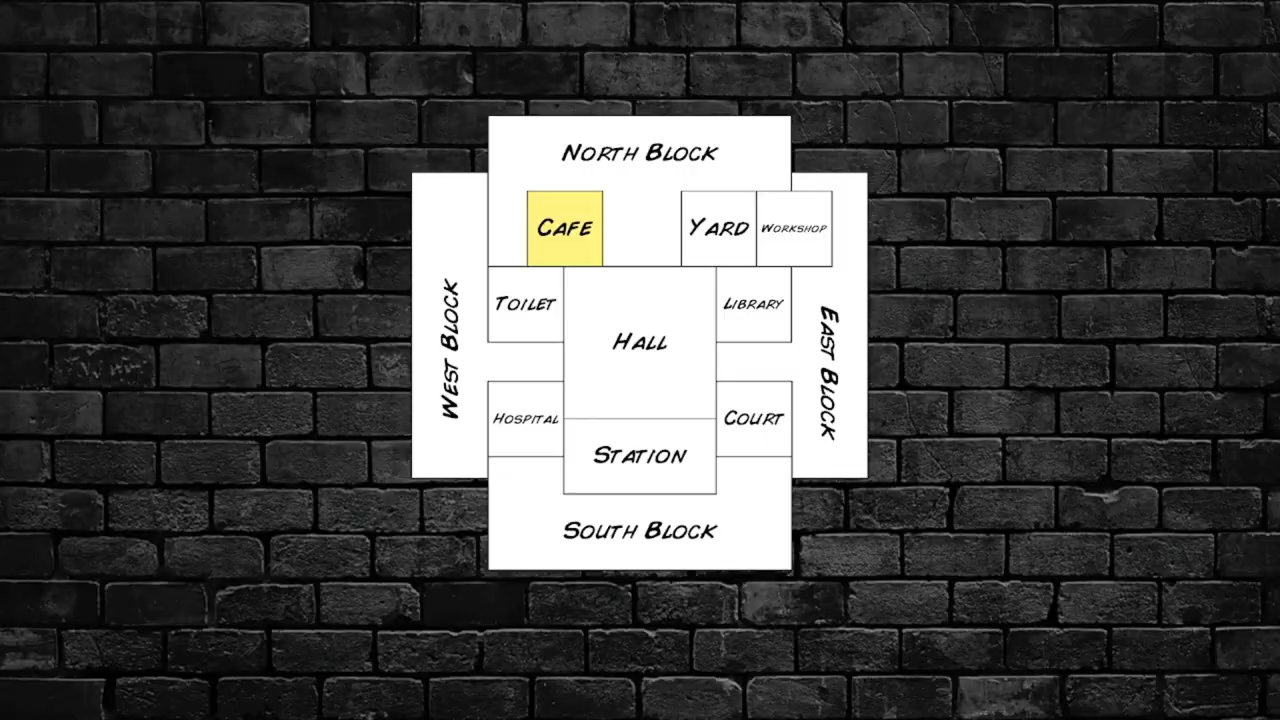 North Block
Cafe
Yard
Workshop
West Block
Toilet
Hall
Library
East Block
Hospital
Court
Station
South Block